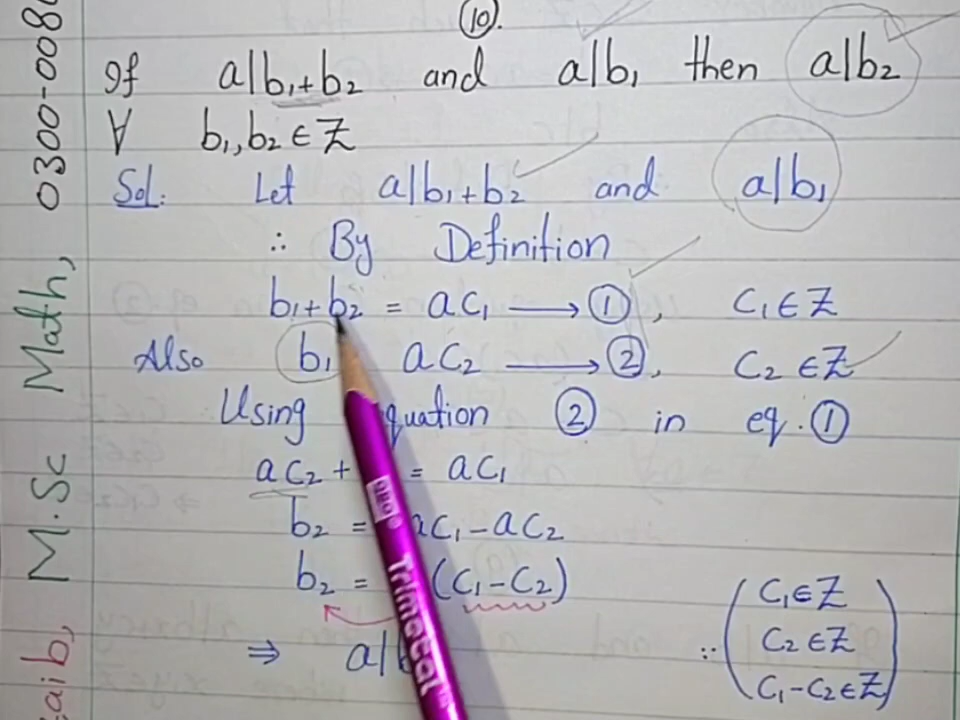 10.
If a|b₁+b₂ and a|b₁ then a|b₂
∀ b₁,b₂ ∈ Z
Sol: Let a|b₁+b₂ and a|b₁
∴ By Definition
b₁+b₂ = ac₁ → ①, C₁ ∈ Z
Also b₁ ac₂ → ②, C₂ ∈ Z
Using quation ② in eq. ①
ac₂ + = ac₁
b₂ = ac₁ - ac₂
b₂ = (c₁ - c₂)
⇒ a|b
∵ (C₁ ∈ Z
C₂ ∈ Z
C₁-C₂ ∈ Z)
M.Sc Math, 0300-008
aib,
Trimetal